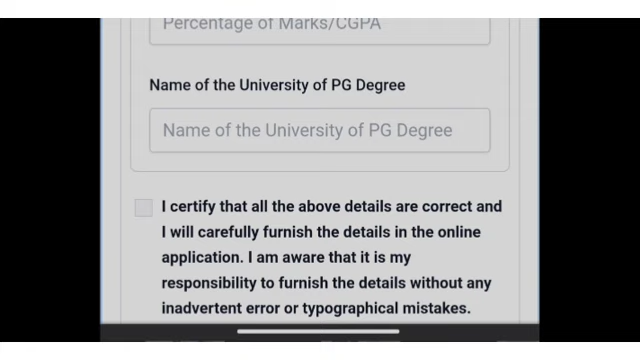 Percentage of Marks/CGPA
Name of the University of PG Degree
Name of the University of PG Degree
I certify that all the above details are correct and
I will carefully furnish the details in the online
application. I am aware that it is my
responsibility to furnish the details without any
inadvertent error or typographical mistakes.